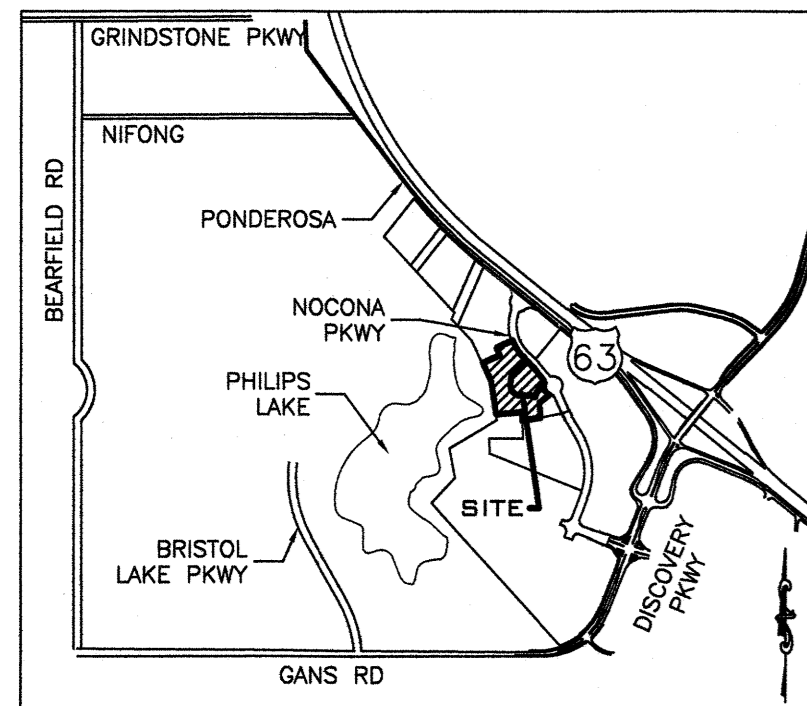 GRINDSTONE PKWY
NIFONG
BEARFIELD RD
PONDEROSA
NOCONA
PKWY
63
PHILIPS
LAKE
SITE
BRISTOL
LAKE PKWY
DISCOVERY
PKWY
GANS RD